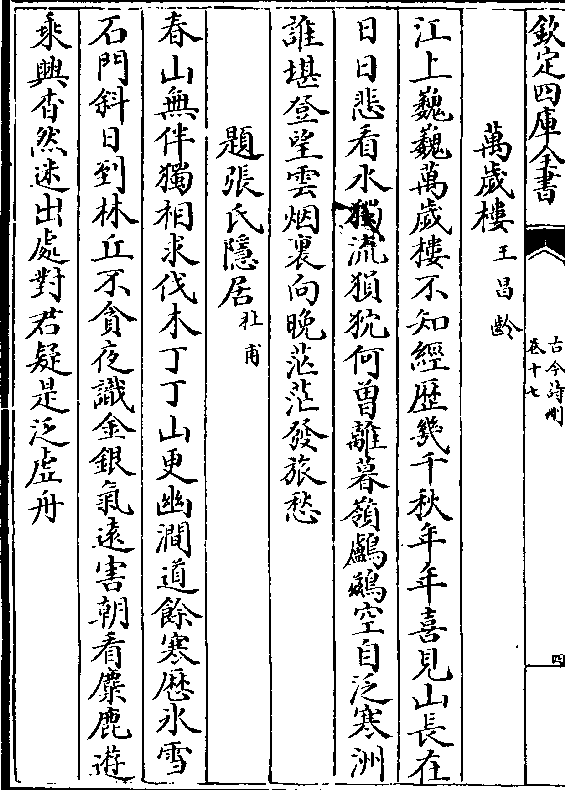 欽定四庫全書
古今詩刪
卷十七
四
萬歲樓王昌齡
江上巍巍萬歲樓不知經歴幾千秋年年喜見山長在
日日悲看水獨流猿狖何曾離暮嶺鸕鷀空自泛寒洲
誰堪登望雲烟裏向晚茫茫發旅愁
題張氏隱居杜甫
春山無伴獨相求伐木丁丁山更幽澗道餘寒歴氷雪
石門斜日到林丘不貪夜識金銀氣遠害朝看麋鹿遊
乘興杳然迷出處對君疑是泛虛舟